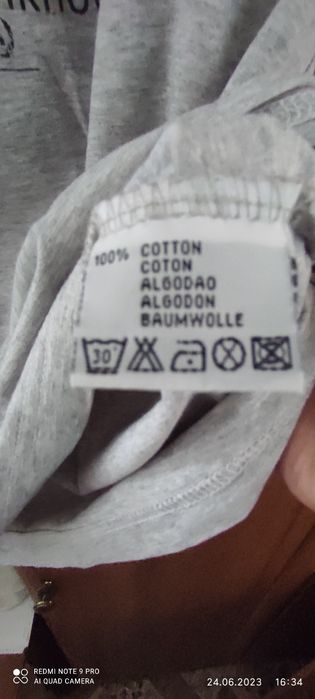 100% COTTON
COTON
ALGODAO
ALGODON
BAUMWOLLE
30
REDMI NOTE 9 PRO
AI QUAD CAMERA
24.06.2023 16:34